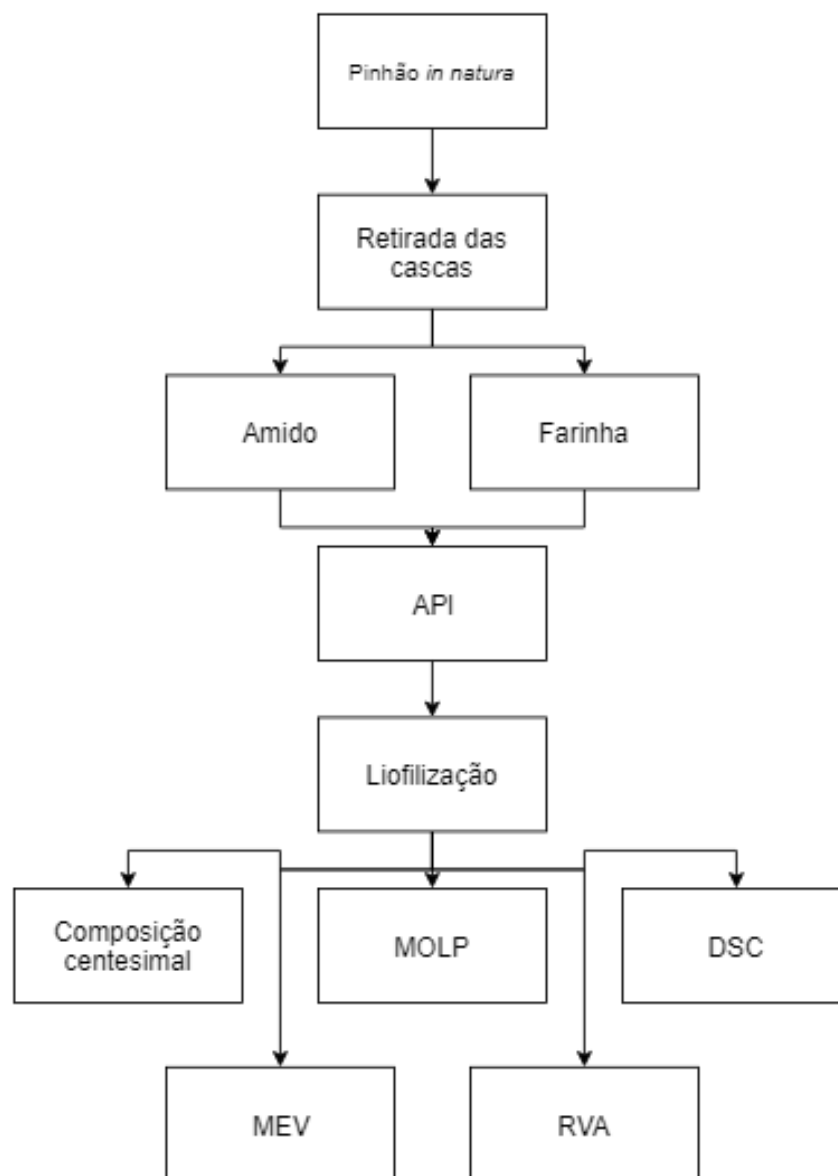 Pinhão in natura
Retirada das
cascas
Amido
Farinha
API
Liofilização
Composição
centesimal
MOLP
DSC
MEV
RVA